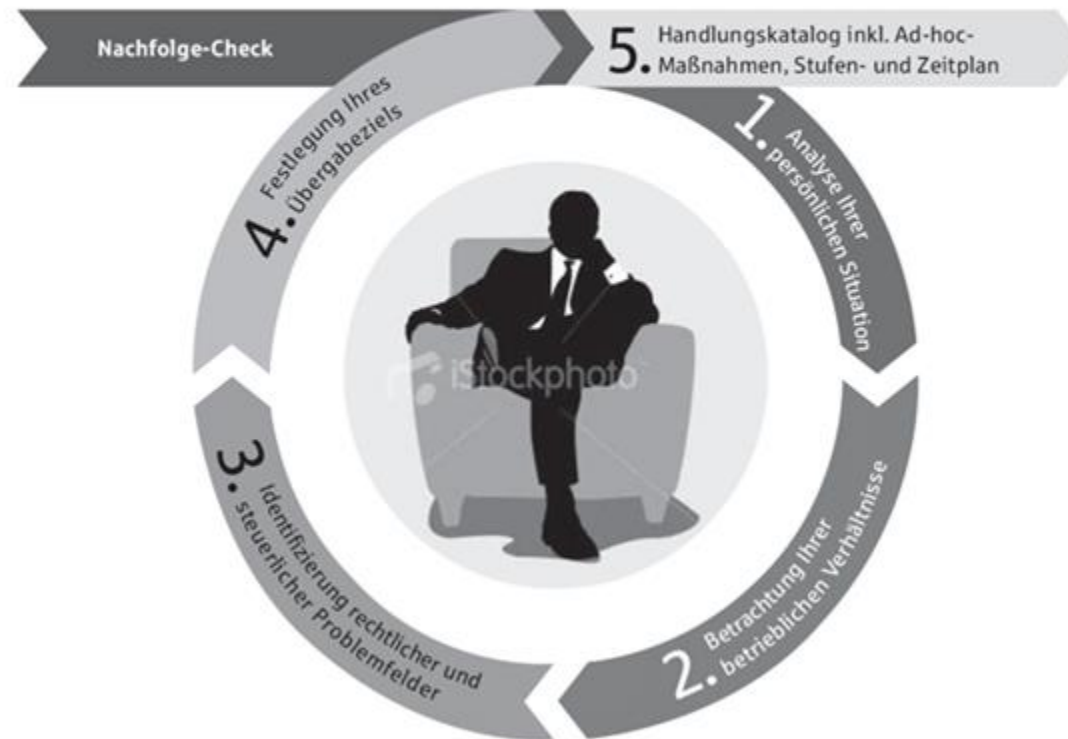 Nachfolge-Check
5. Handlungskatalog inkl. Ad-hoc-
Maßnahmen, Stufen- und Zeitplan
1. Analyse Ihrer
persönlichen Situation
2. Betrachtung Ihrer
betrieblichen Verhältnisse
3. Identifizierung rechtlicher und
steuerlicher Problemfelder
4. Festlegung Ihres
Übergabeziels
iStockphoto